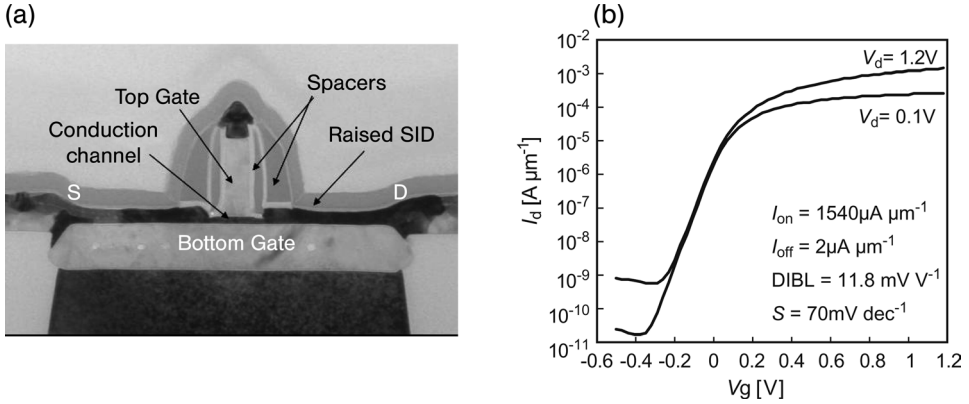 (a)
Top Gate
Spacers
Conduction
channel
Raised SID
S
D
Bottom Gate
(b)
10-2
10-3
10-4
10-5
10-6
10-7
10-8
10-9
10-10
10-11
Id [A µm-1]
Vd= 1.2V
Vd= 0.1V
Ion = 1540µA µm-1
Ioff = 2µA µm-1
DIBL = 11.8 mV V-1
S = 70mV dec-1
-0.6 -0.4 -0.2 0 0.2 0.4 0.6 0.8 1 1.2
Vg [V]